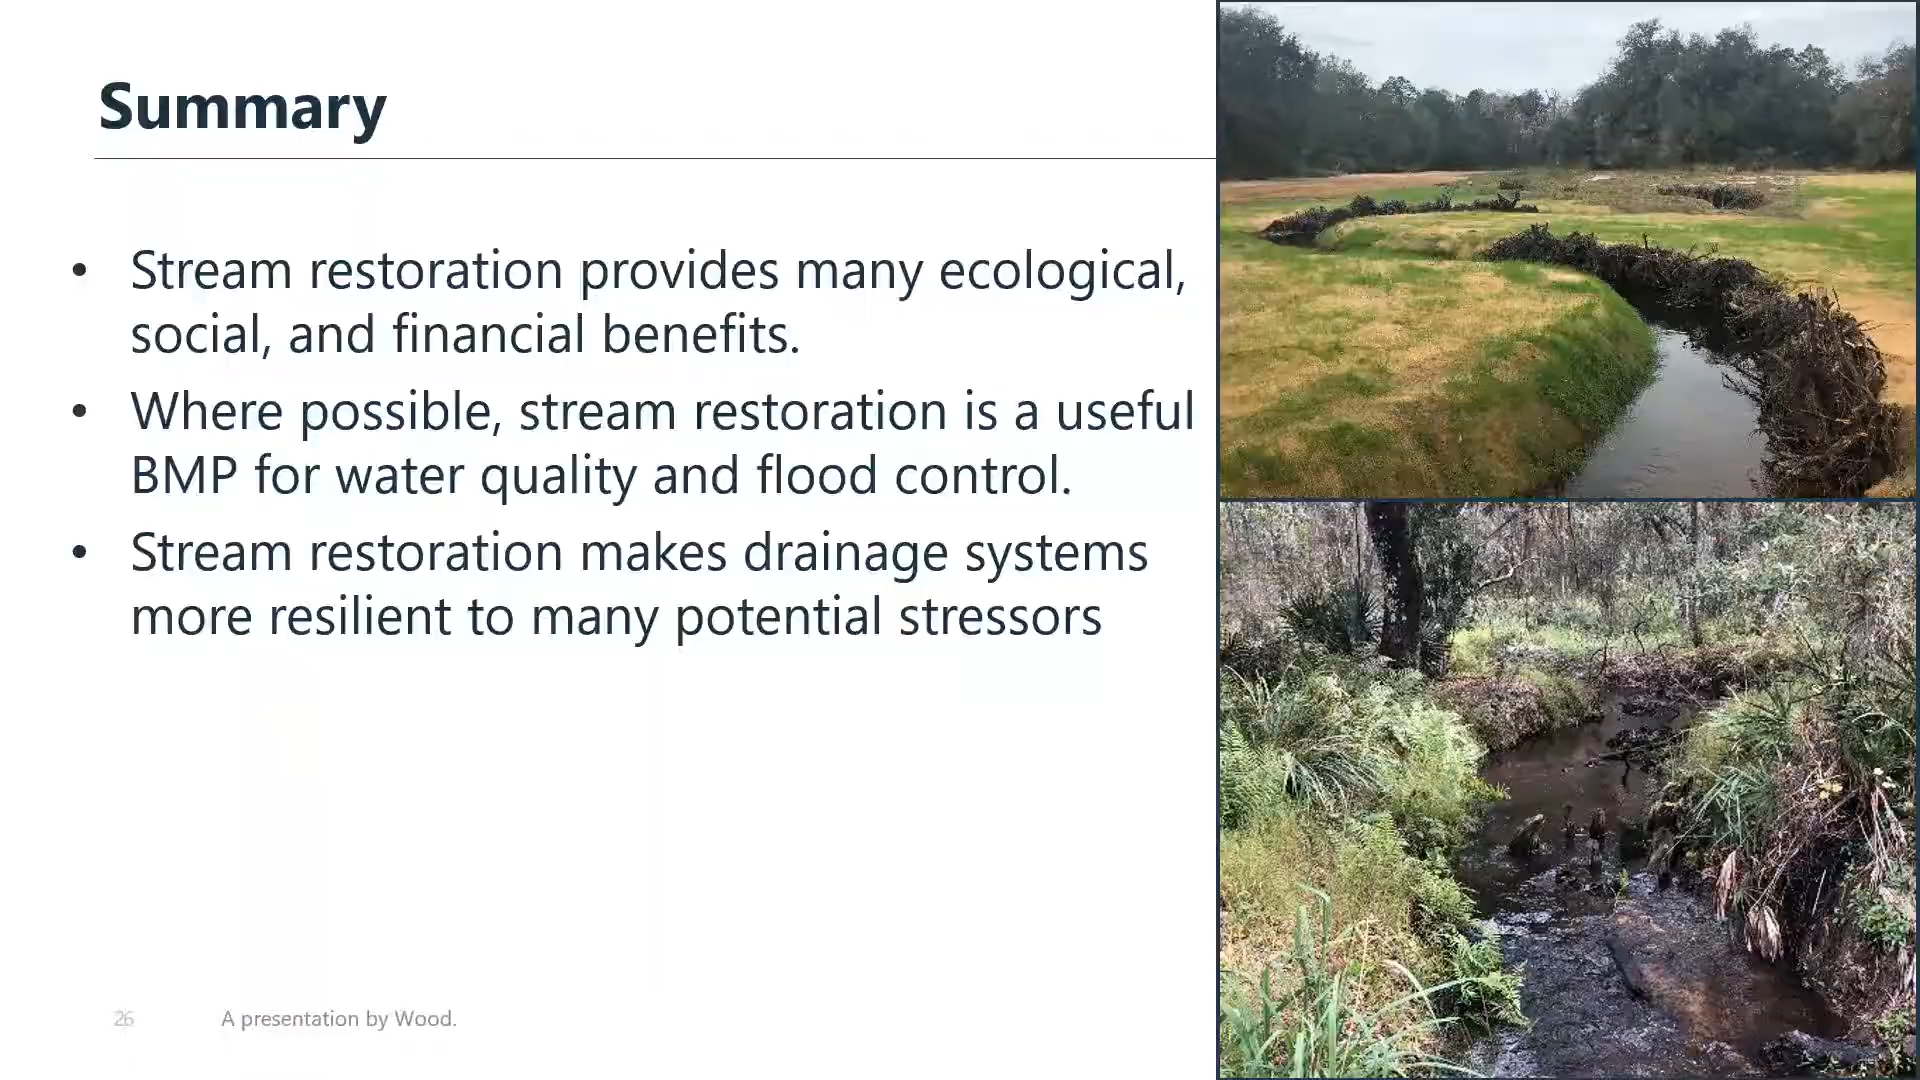 Summary
• Stream restoration provides many ecological,
social, and financial benefits.
• Where possible, stream restoration is a useful
BMP for water quality and flood control.
• Stream restoration makes drainage systems
more resilient to many potential stressors
26 A presentation by Wood.